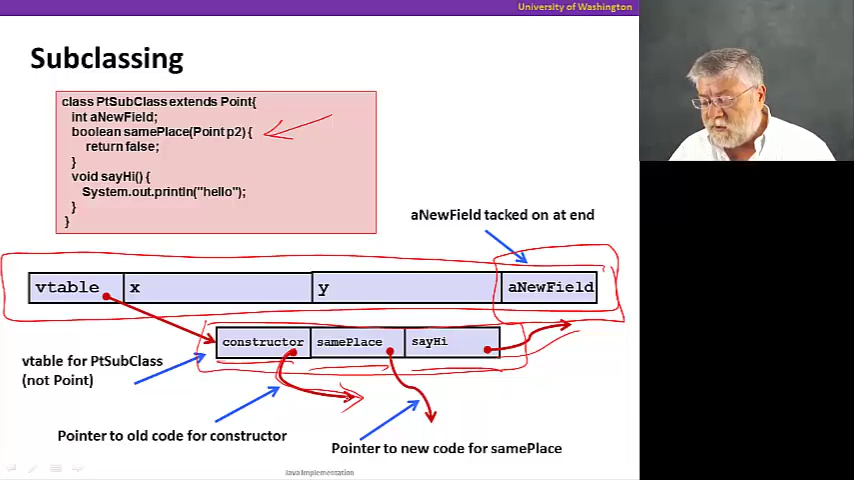 University of Washington
Subclassing
class PtSubClass extends Point{
int aNewField;
boolean samePlace(Point p2) {
return false;
}
void sayHi() {
System.out.println("hello");
}
}
aNewField tacked on at end
vtable x y aNewField
constructor samePlace sayHi
vtable for PtSubClass
(not Point)
Pointer to old code for constructor
Pointer to new code for samePlace
Java Implementation